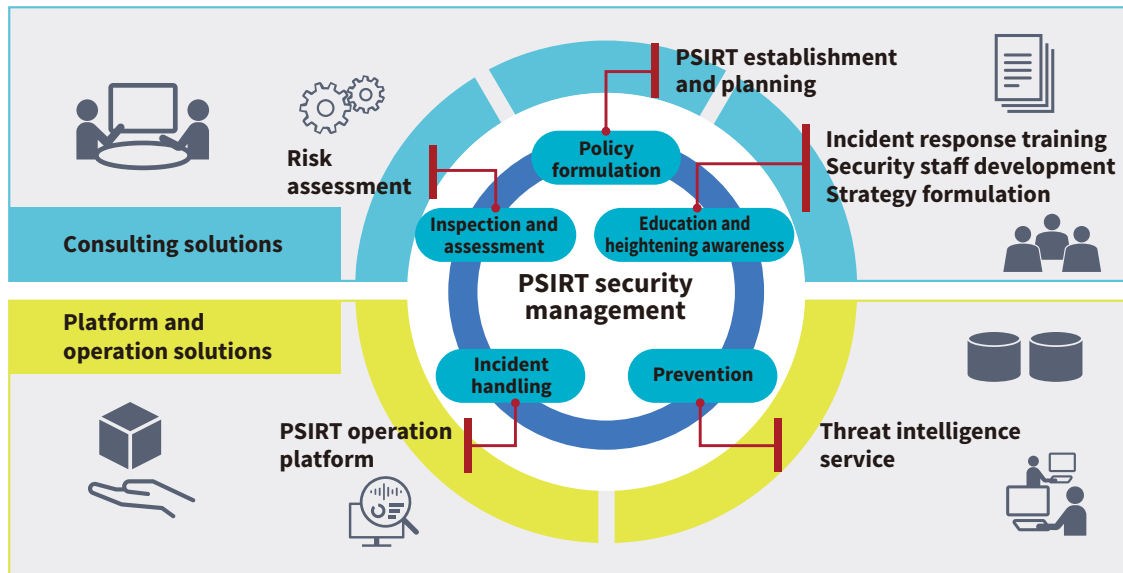 PSIRT establishment
and planning
Risk
assessment
Incident response training
Security staff development
Strategy formulation
Policy
formulation
Inspection and
assessment
Education and
heightening awareness
Consulting solutions
PSIRT security
management
Platform and
operation solutions
Incident
handling
Prevention
PSIRT operation
platform
Threat intelligence
service